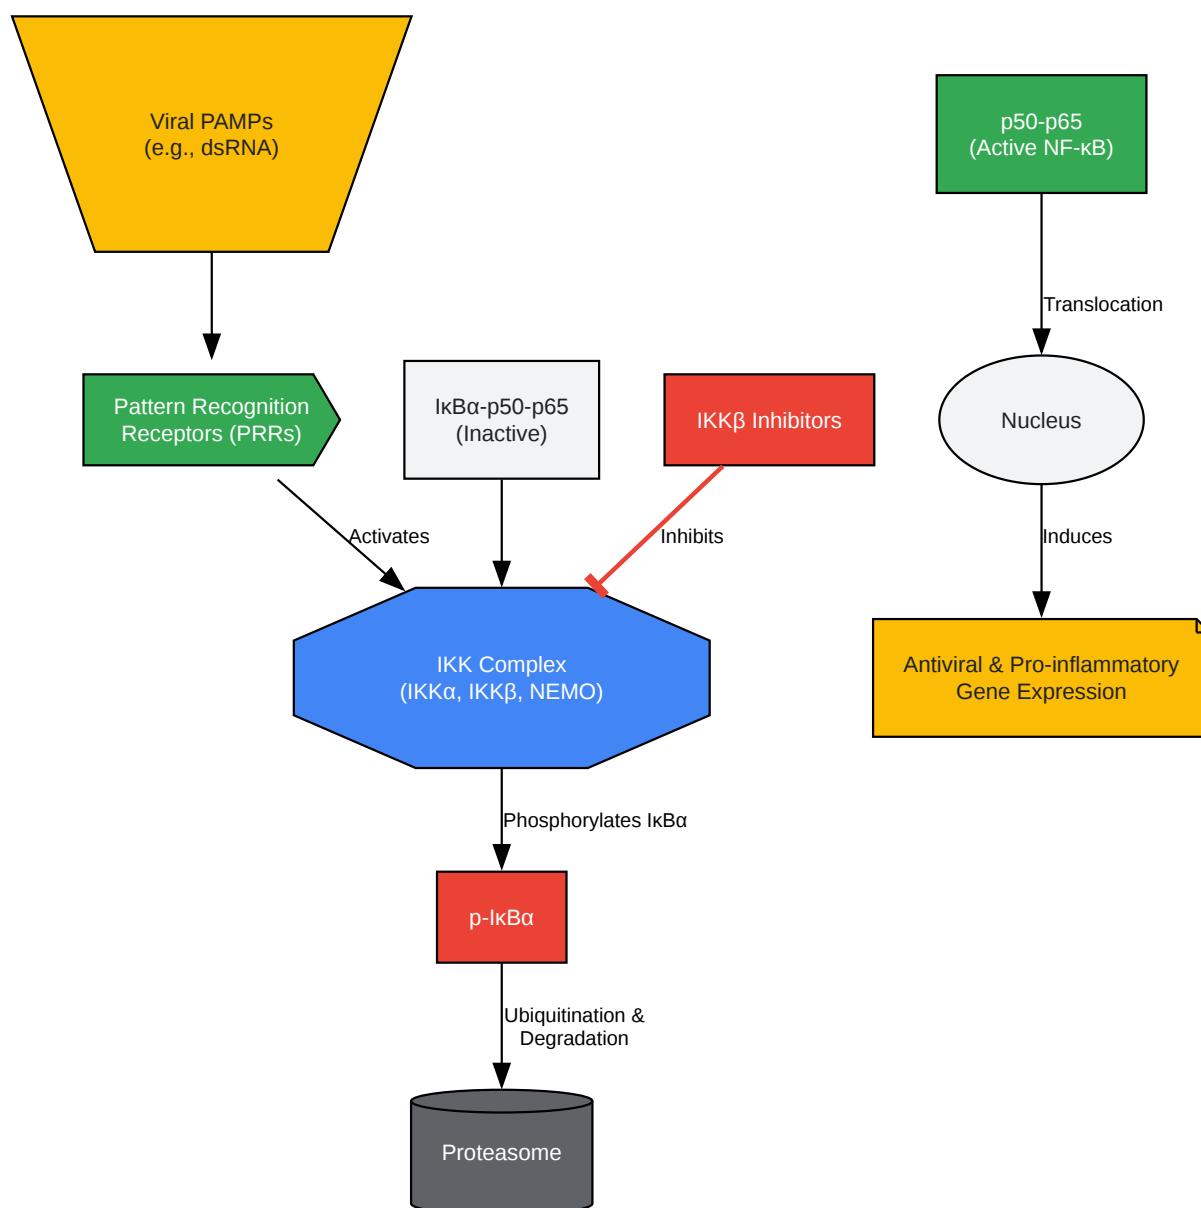 Viral PAMPs
(e.g., dsRNA)
p50-p65
(Active NF-κB)
Translocation
Pattern Recognition
Receptors (PRRs)
IκBα-p50-p65
(Inactive)
IKKβ Inhibitors
Nucleus
Activates
Inhibits
Induces
IKK Complex
(IKKα, IKKβ, NEMO)
Antiviral & Pro-inflammatory
Gene Expression
Phosphorylates IκBα
p-IκBα
Ubiquitination &
Degradation
Proteasome